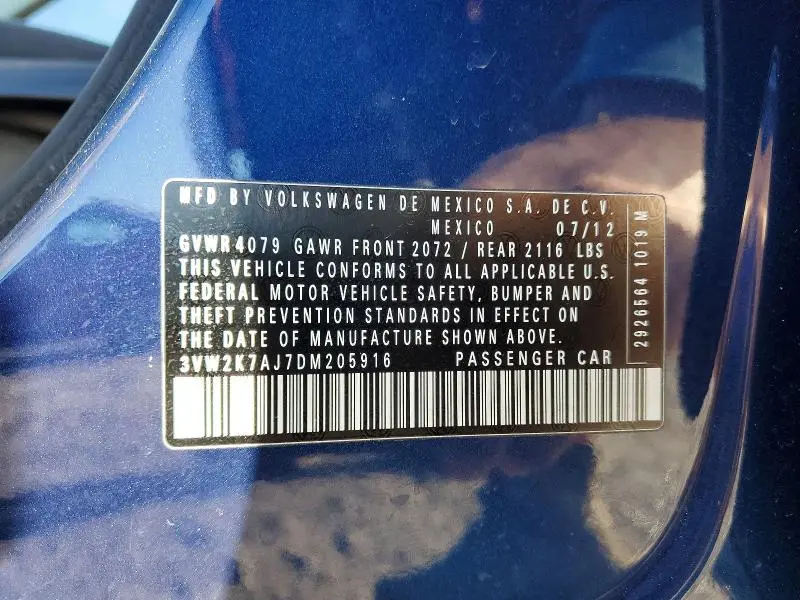 MFD BY VOLKSWAGEN DE MEXICO S.A. DE C.V.
MEXICO 07/12
GVWR 4079 GAWR FRONT 2072 / REAR 2116 LBS
THIS VEHICLE CONFORMS TO ALL APPLICABLE U.S.
FEDERAL MOTOR VEHICLE SAFETY, BUMPER AND
THEFT PREVENTION STANDARDS IN EFFECT ON
THE DATE OF MANUFACTURE SHOWN ABOVE.
3VW2K7AJ7DM205916 PASSENGER CAR
2926564 1019 M